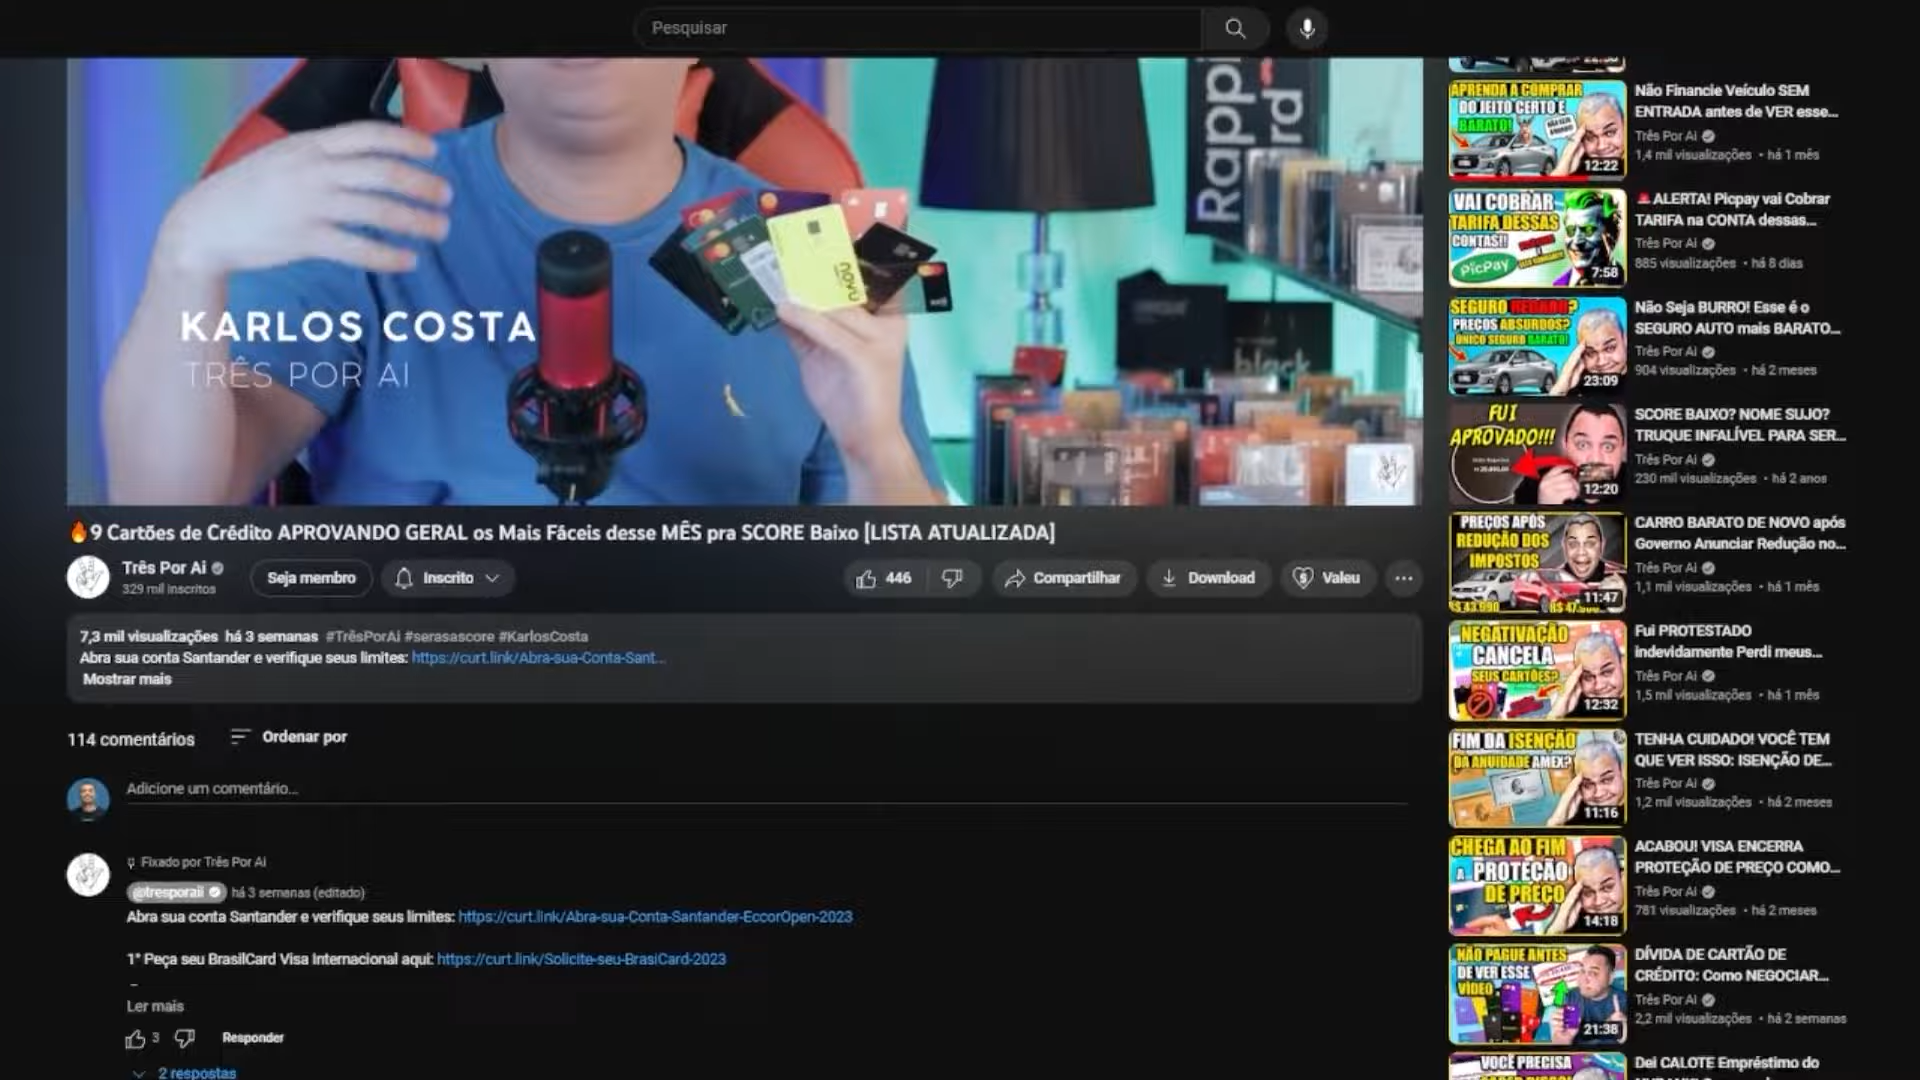 Pesquisar
Rappi
rd
KARLOS COSTA
TRÊS POR AI
nuou
black
🔥9 Cartões de Crédito APROVANDO GERAL os Mais Fáceis desse MÊS pra SCORE Baixo [LISTA ATUALIZADA]
Três Por Ai
329 mil inscritos
Seja membro
Inscrito
446
Compartilhar
Download
Valeu
7,3 mil visualizações há 3 semanas #TrêsPorAi #serasascore #KarlosCosta
Abra sua conta Santander e verifique seus limites: https://curt.link/Abra-sua-Conta-Sant...
Mostrar mais
114 comentários
Ordenar por
Adicione um comentário...
Fixado por Três Por Ai
@tresporaii há 3 semanas (editado)
Abra sua conta Santander e verifique seus limites: https://curt.link/Abra-sua-Conta-Santander-EccorOpen-2023
1° Peça seu BrasilCard Visa Internacional aqui: https://curt.link/Solicite-seu-BrasiCard-2023
–
Ler mais
3
Responder
2 respostas
APRENDA A COMPRAR
DO JEITO CERTO E
BARATO!
12:22
Não Financie Veículo SEM
ENTRADA antes de VER esse...
Três Por Ai
1,4 mil visualizações • há 1 mês
VAI COBRAR
TARIFA DESSAS
CONTAS!!
PicPay
7:58
🚨ALERTA! Picpay vai Cobrar
TARIFA na CONTA dessas...
Três Por Ai
885 visualizações • há 8 dias
SEGURO NEGADO?
PREÇOS ABSURDOS?
ÚNICO SEGURO BARATO!
23:09
Não Seja BURRO! Esse é o
SEGURO AUTO mais BARATO...
Três Por Ai
904 visualizações • há 2 meses
FUI
APROVADO!!!
12:20
SCORE BAIXO? NOME SUJO?
TRUQUE INFALÍVEL PARA SER...
Três Por Ai
230 mil visualizações • há 2 anos
PREÇOS APÓS
REDUÇÃO DOS
IMPOSTOS
R$ 43.990
11:47
CARRO BARATO DE NOVO após
Governo Anunciar Redução no...
Três Por Ai
1,1 mil visualizações • há 1 mês
NEGATIVAÇÃO
CANCELA
SEUS CARTÕES?
12:32
Fui PROTESTADO
indevidamente Perdi meus...
Três Por Ai
1,5 mil visualizações • há 1 mês
FIM DA ISENÇÃO
DA ANUIDADE AMEX?
11:16
TENHA CUIDADO! VOCÊ TEM
QUE VER ISSO: ISENÇÃO DE...
Três Por Ai
1,2 mil visualizações • há 2 meses
CHEGA AO FIM
A PROTEÇÃO
DE PREÇO
14:18
ACABOU! VISA ENCERRA
PROTEÇÃO DE PREÇO COMO...
Três Por Ai
781 visualizações • há 2 meses
NÃO PAGUE ANTES
DE VER ESSE
VÍDEO
21:38
DÍVIDA DE CARTÃO DE
CRÉDITO: Como NEGOCIAR...
Três Por Ai
2,2 mil visualizações • há 2 semanas
VOCÊ PRECISA
Dei CALOTE Empréstimo do